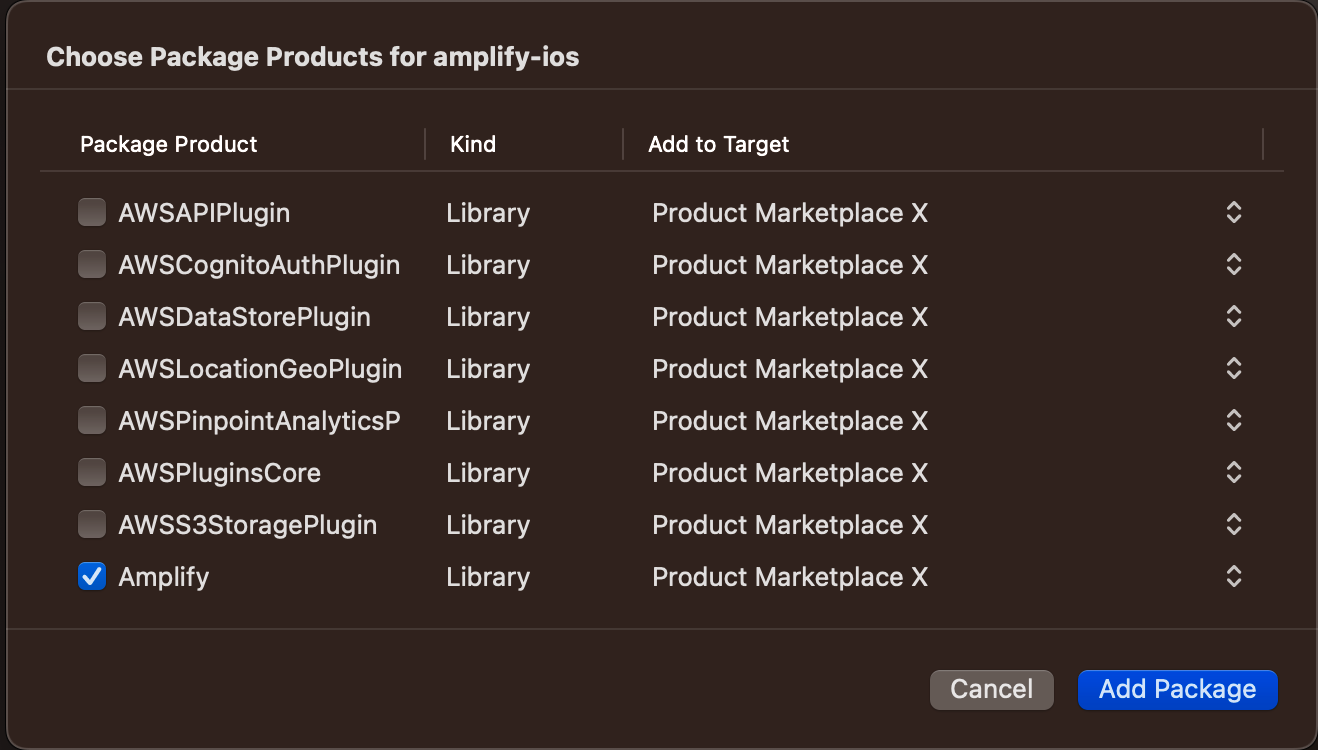 Choose Package Products for amplify-ios
Package Product Kind Add to Target
AWSAPIPlugin Library Product Marketplace X
AWSCognitoAuthPlugin Library Product Marketplace X
AWSDataStorePlugin Library Product Marketplace X
AWSLocationGeoPlugin Library Product Marketplace X
AWSPinpointAnalyticsP Library Product Marketplace X
AWSPluginsCore Library Product Marketplace X
AWSS3StoragePlugin Library Product Marketplace X
Amplify Library Product Marketplace X
Cancel Add Package